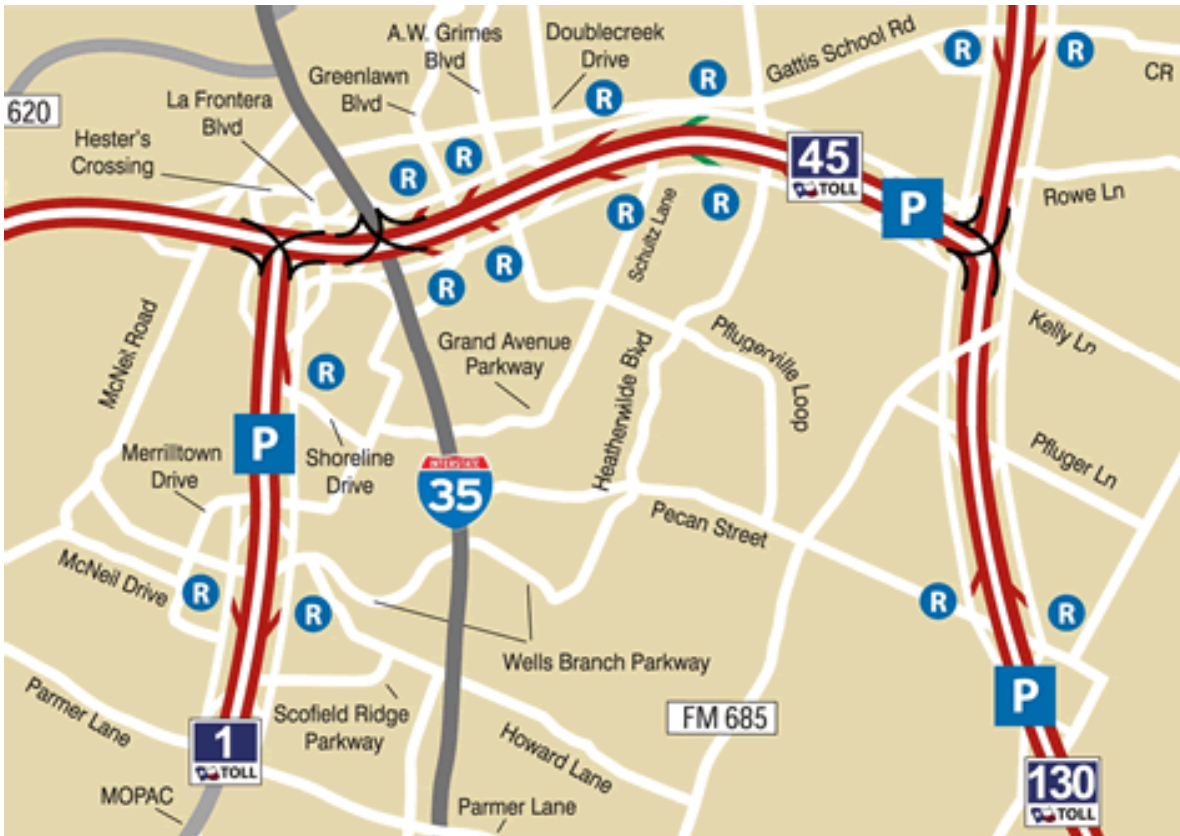 A.W. Grimes
Blvd
Doublecreek
Drive
Gattis School Rd
R
R
CR
Greenlawn
Blvd
R
R
620
La Frontera
Blvd
Hester's
Crossing
45
TOLL
R
R
P
Rowe Ln
R
R
Schultz Lane
R
R
McNeil Road
Grand Avenue
Parkway
Heatherwilde Blvd
Pflugerville Loop
Kelly Ln
R
P
Merrilltown
Drive
Shoreline
Drive
INTERSTATE
35
Pfluger Ln
Pecan Street
McNeil Drive
R
R
R
R
Wells Branch Parkway
P
Parmer Lane
Scofield Ridge
Parkway
FM 685
1
TOLL
Howard Lane
130
TOLL
MOPAC
Parmer Lane